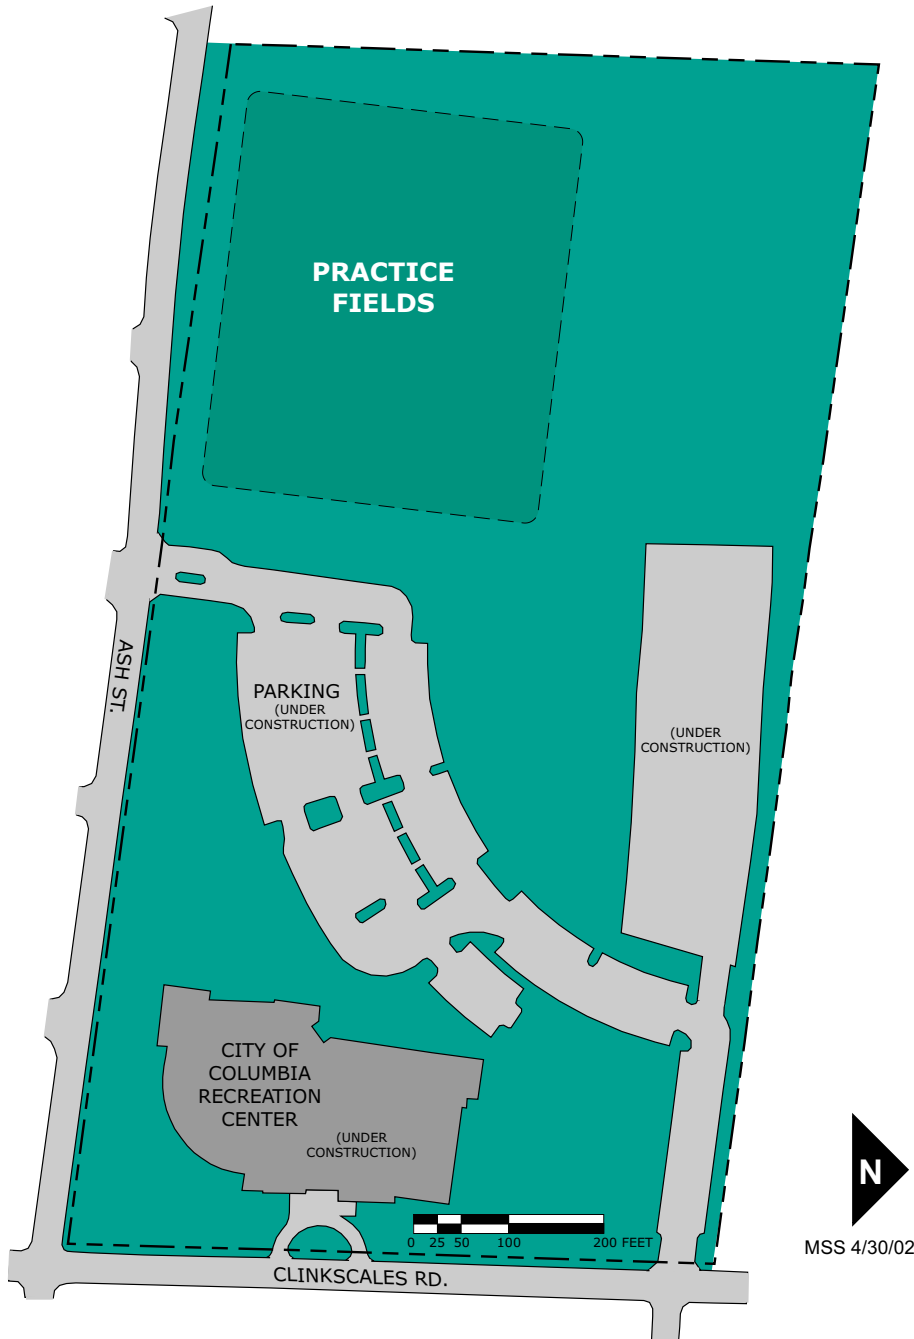 PRACTICE
FIELDS
ASH ST.
PARKING
(UNDER
CONSTRUCTION)
(UNDER
CONSTRUCTION)
CITY OF
COLUMBIA
RECREATION
CENTER
(UNDER
CONSTRUCTION)
N
0 25 50 100 200 FEET
MSS 4/30/02
CLINKSCALES RD.